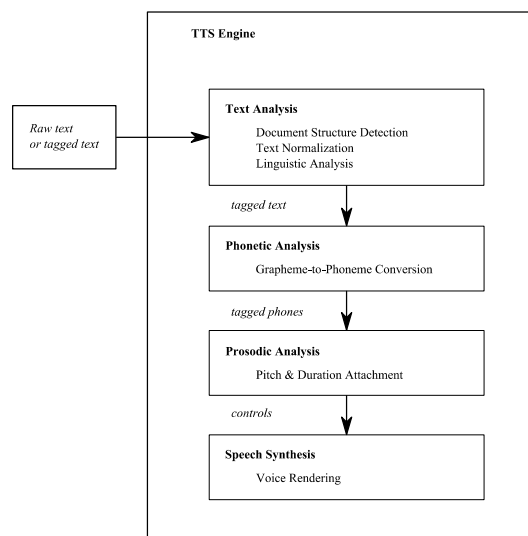 TTS Engine
Raw text
or tagged text
Text Analysis
Document Structure Detection
Text Normalization
Linguistic Analysis
tagged text
Phonetic Analysis
Grapheme-to-Phoneme Conversion
tagged phones
Prosodic Analysis
Pitch & Duration Attachment
controls
Speech Synthesis
Voice Rendering